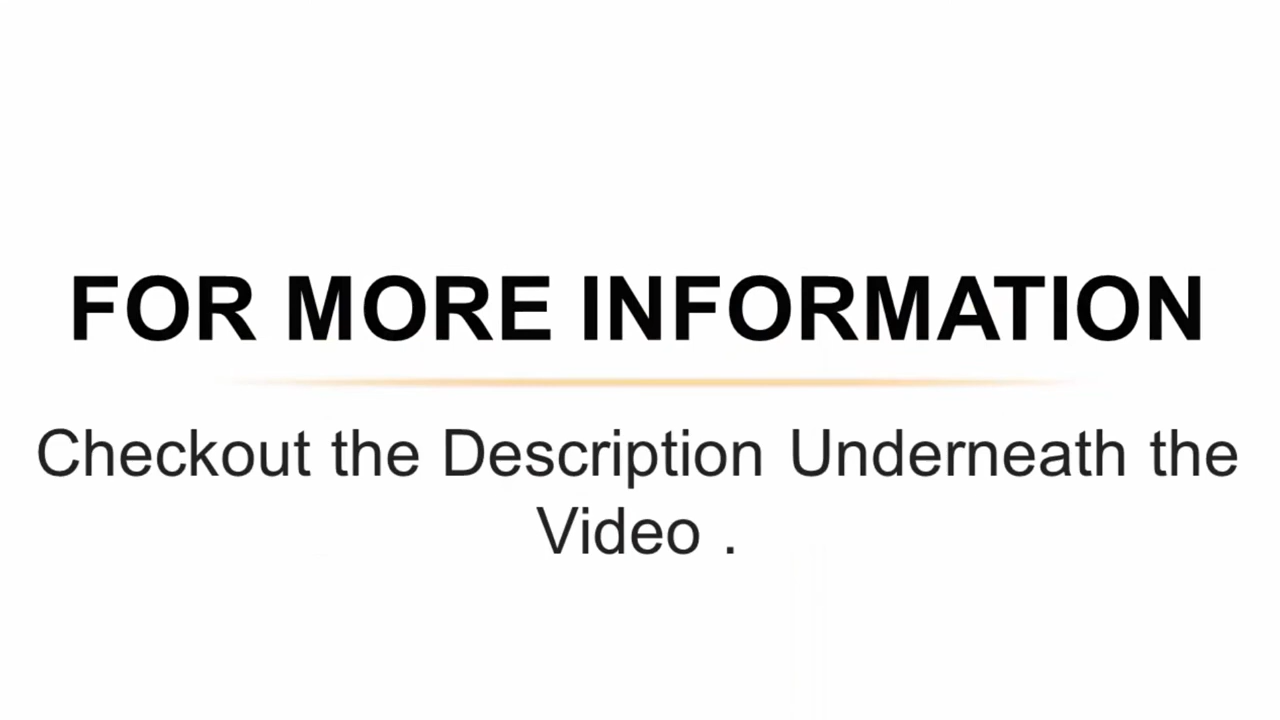 FOR MORE INFORMATION
Checkout the Description Underneath the
Video .